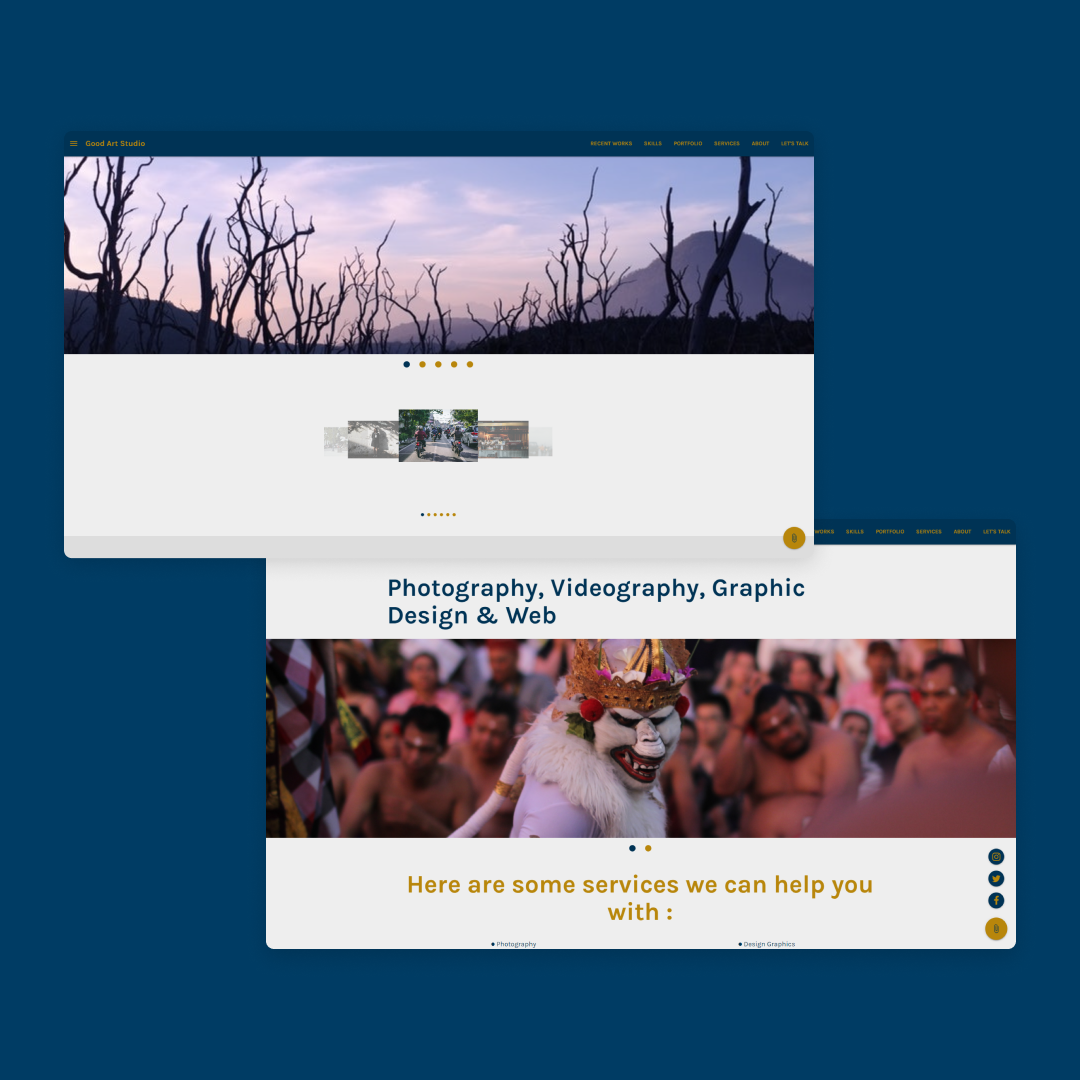 Good Art Studio
RECENT WORKS SKILLS PORTFOLIO SERVICES ABOUT LET'S TALK
WORKS SKILLS PORTFOLIO SERVICES ABOUT LET'S TALK
Photography, Videography, Graphic
Design & Web
Here are some services we can help you
with :
Photography
Design Graphics